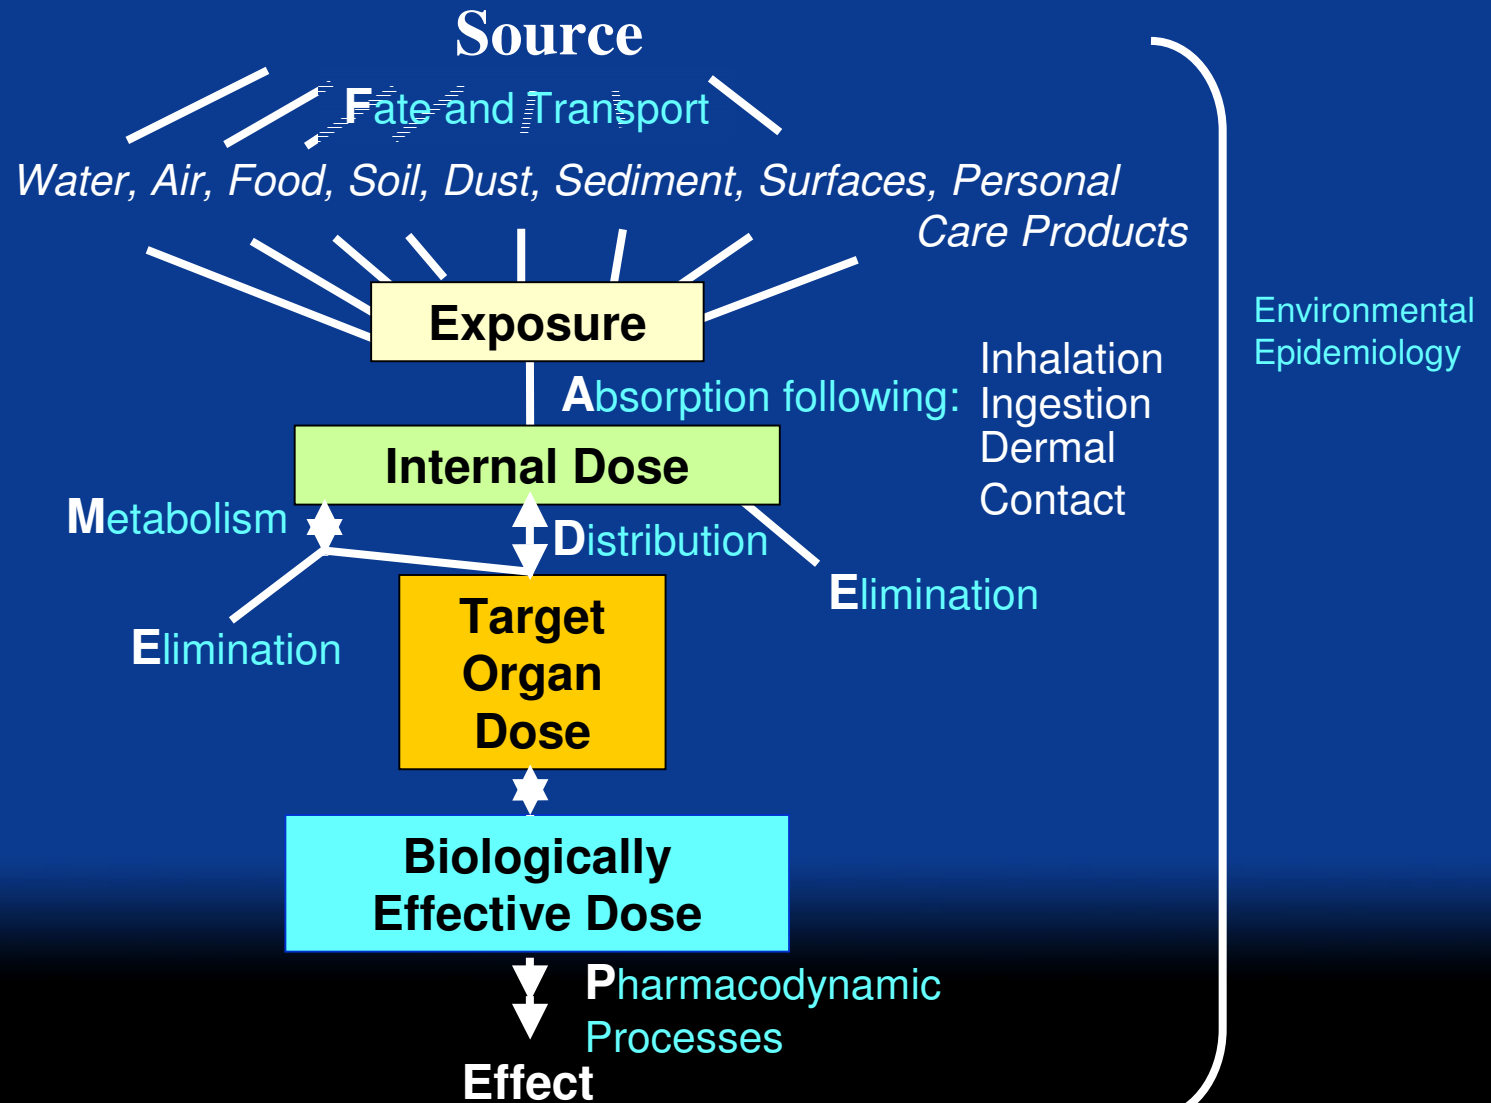 Source
Fate and Transport
Water, Air, Food, Soil, Dust, Sediment, Surfaces, Personal
Care Products
Exposure
Environmental
Epidemiology
Absorption following:
Inhalation
Ingestion
Dermal
Contact
Internal Dose
Metabolism
Distribution
Elimination
Elimination
Target
Organ
Dose
Biologically
Effective Dose
Pharmacodynamic
Processes
Effect